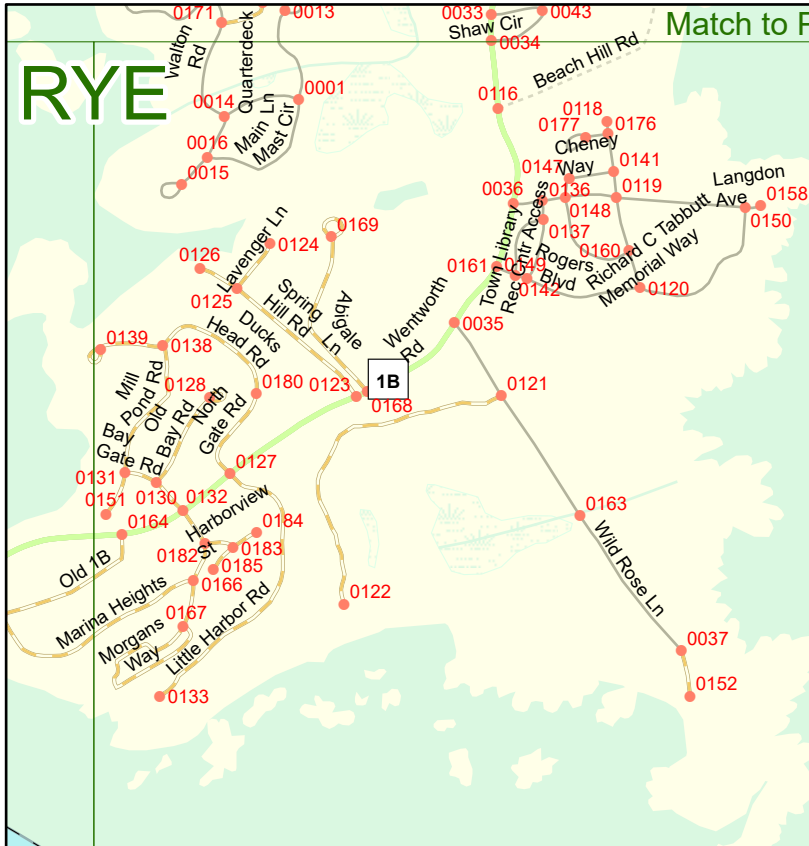 0171
0013
0033
0043
Match to P
Shaw Cir
0034
Walton
Rd
Quarterdeck
Ln
RYE
Beach Hill Rd
0001
0014
0116
0118
0177
0176
Main
Mast Cir
Cheney
Way
0016
0015
0147
0141
Langdon
Ave
0036
0136
0119
0158
0148
0150
0137
Town Library
Rec Cntr Access
Rogers
Blvd
0160
Richard C Tabbutt
Memorial Way
0169
0124
Lavenger Ln
0126
0161
0149
0142
0120
0125
Spring
Hill Rd
Abigale
Ln
Wentworth
Rd
0035
Ducks
Head Rd
0139
0138
Mill
Pond Rd
0128
North
Gate Rd
0180
0123
1B
0168
0121
Old
Bay Rd
Bay
Gate Rd
0131
0127
0151
0130
0132
Harborview
St
0164
0184
0163
0182
0183
Old 1B
0185
0166
Wild Rose Ln
Marina Heights
0122
0167
Morgans
Way
Little Harbor Rd
0037
0133
0152